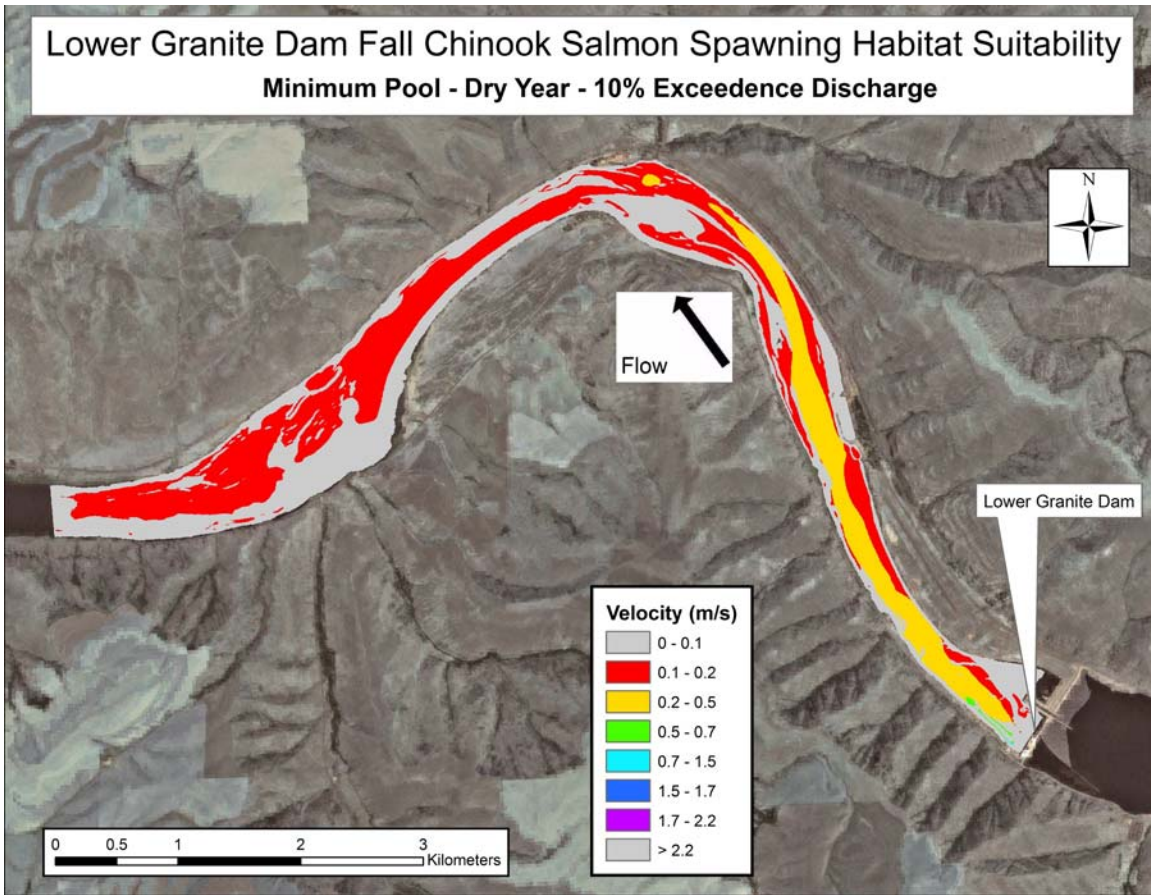 Lower Granite Dam Fall Chinook Salmon Spawning Habitat Suitability
Minimum Pool - Dry Year - 10% Exceedence Discharge
N
Flow
Lower Granite Dam
Velocity (m/s)
0 - 0.1
0.1 - 0.2
0.2 - 0.5
0.5 - 0.7
0.7 - 1.5
1.5 - 1.7
1.7 - 2.2
> 2.2
0 0.5 1 2 3
Kilometers